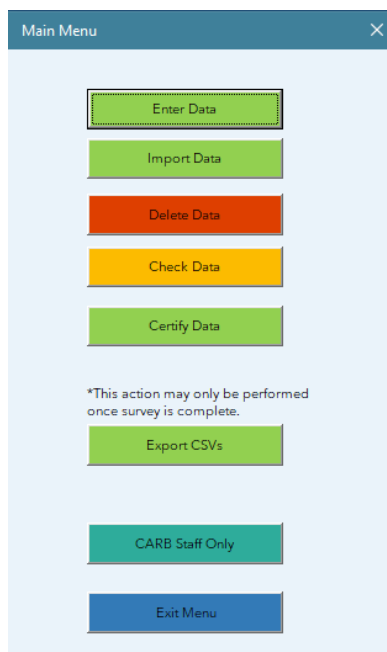 Main Menu
Enter Data
Import Data
Delete Data
Check Data
Certify Data
*This action may only be performed
once survey is complete.
Export CSVs
CARB Staff Only
Exit Menu